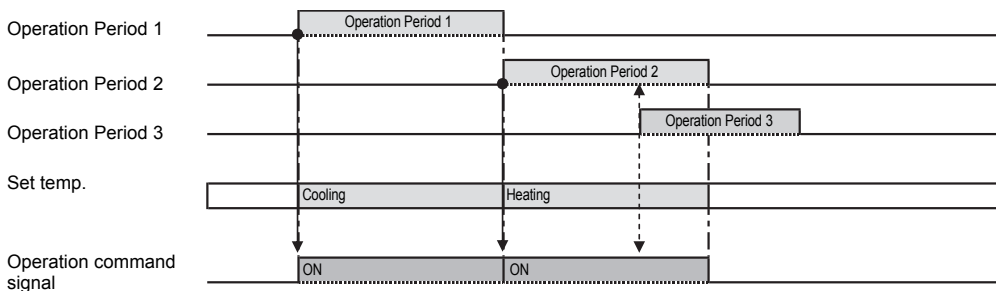 Operation Period 1
Operation Period 1
Operation Period 2
Operation Period 2
Operation Period 3
Operation Period 3
Set temp.
Cooling
Heating
Operation command
signal
ON
ON